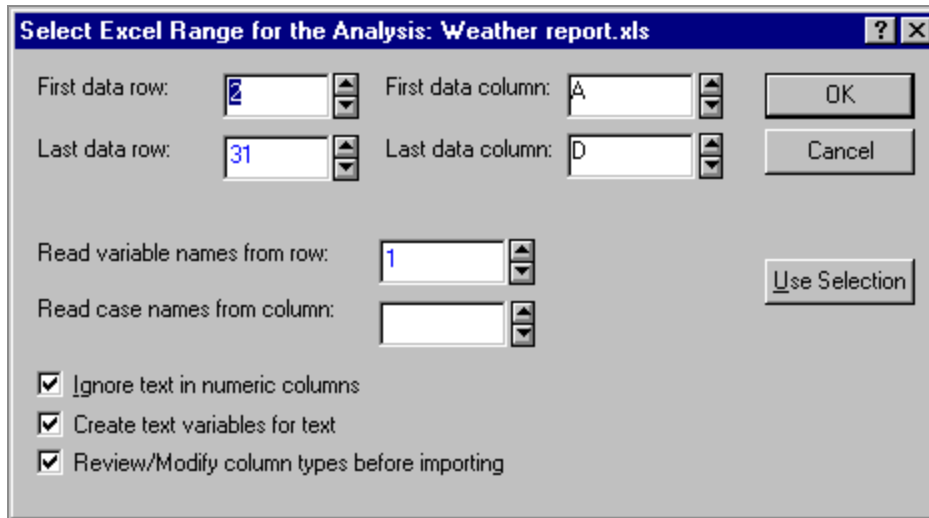 Select Excel Range for the Analysis: Weather report.xls
First data row: 2 First data column: A OK
Last data row: 31 Last data column: D Cancel
Read variable names from row: 1
Use Selection
Read case names from column:
Ignore text in numeric columns
Create text variables for text
Review/Modify column types before importing